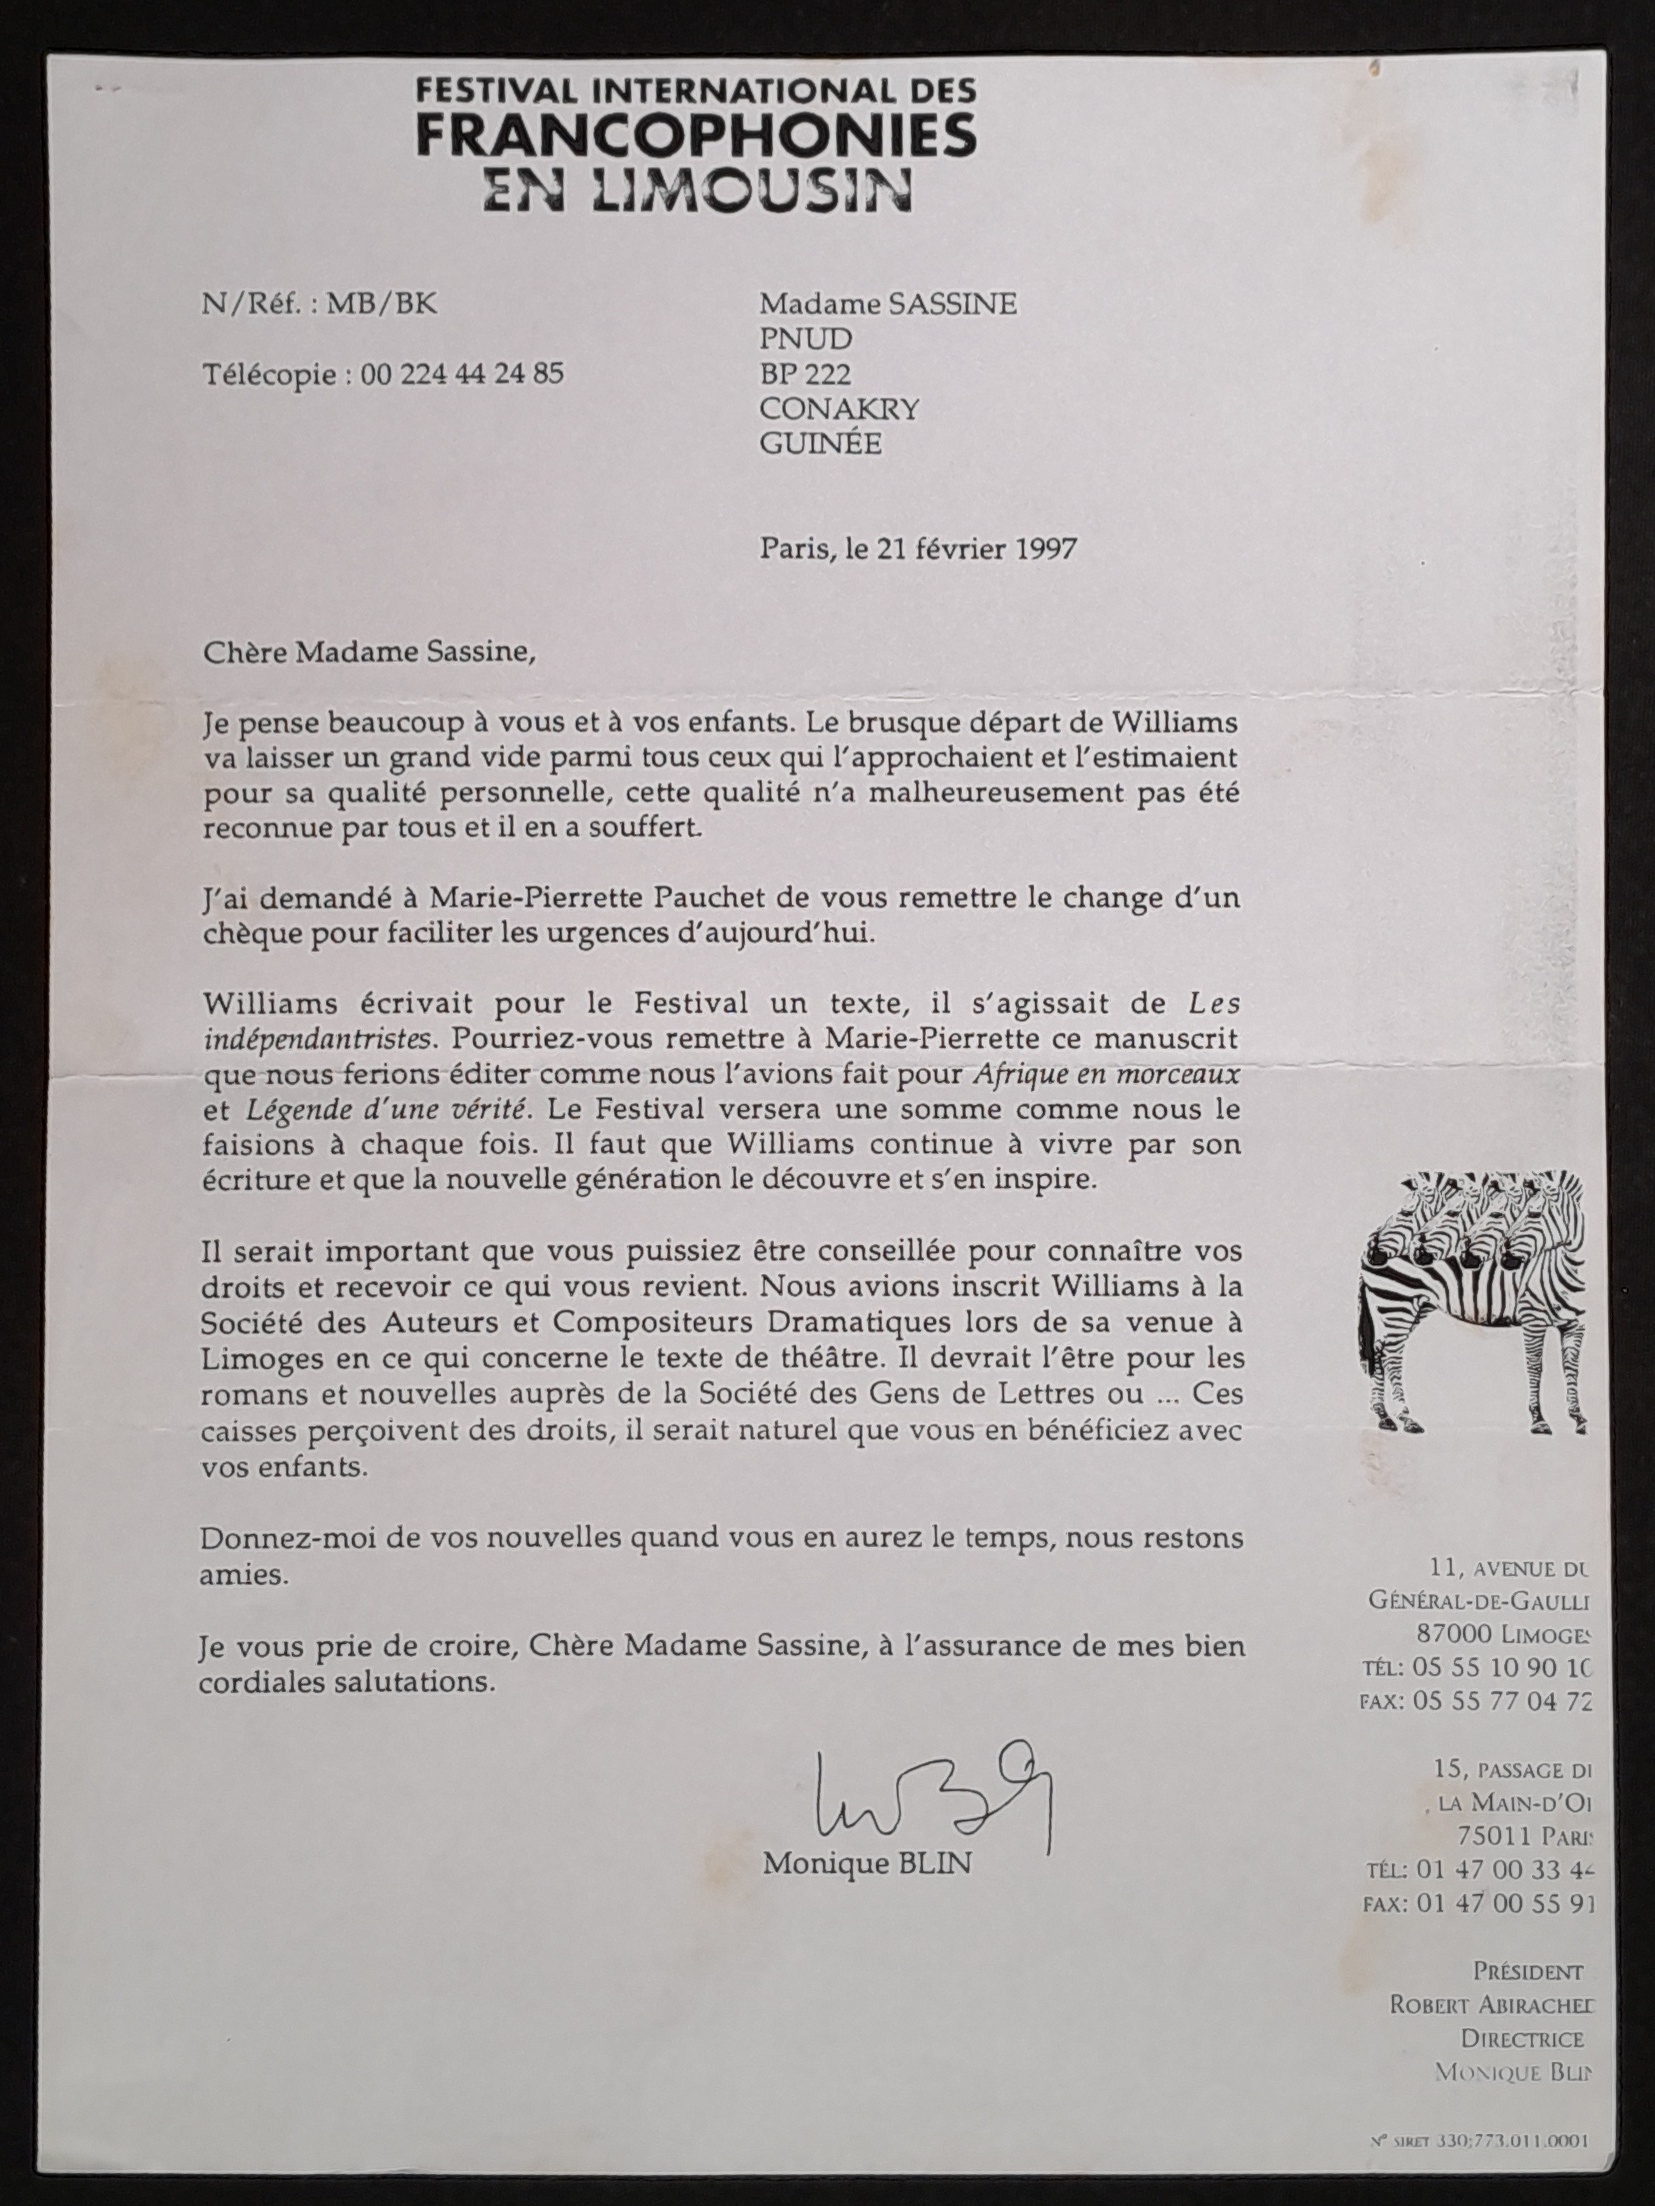 FESTIVAL INTERNATIONAL DES
FRANCOPHONIES
EN LIMOUSIN
N/Réf. : MB/BK
Télécopie : 00 224 44 24 85
Madame SASSINE
PNUD
BP 222
CONAKRY
GUINÉE
Paris, le 21 février 1997
Chère Madame Sassine,
Je pense beaucoup à vous et à vos enfants. Le brusque départ de Williams
va laisser un grand vide parmi tous ceux qui l'approchaient et l'estimaient
pour sa qualité personnelle, cette qualité n'a malheureusement pas été
reconnue par tous et il en a souffert.
J'ai demandé à Marie-Pierrette Pauchet de vous remettre le change d'un
chèque pour faciliter les urgences d'aujourd'hui.
Williams écrivait pour le Festival un texte, il s'agissait de Les
indépendantristes. Pourriez-vous remettre à Marie-Pierrette ce manuscrit
que nous ferions éditer comme nous l'avions fait pour Afrique en morceaux
et Légende d'une vérité. Le Festival versera une somme comme nous le
faisions à chaque fois. Il faut que Williams continue à vivre par son
écriture et que la nouvelle génération le découvre et s'en inspire.
Il serait important que vous puissiez être conseillée pour connaître vos
droits et recevoir ce qui vous revient. Nous avions inscrit Williams à la
Société des Auteurs et Compositeurs Dramatiques lors de sa venue à
Limoges en ce qui concerne le texte de théâtre. Il devrait l'être pour les
romans et nouvelles auprès de la Société des Gens de Lettres ou ... Ces
caisses perçoivent des droits, il serait naturel que vous en bénéficiez avec
vos enfants.
Donnez-moi de vos nouvelles quand vous en aurez le temps, nous restons
amies.
Je vous prie de croire, Chère Madame Sassine, à l'assurance de mes bien
cordiales salutations.
Monique BLIN
11, AVENUE DU
GÉNÉRAL-DE-GAULLE
87000 LIMOGES
TÉL: 05 55 10 90 10
FAX: 05 55 77 04 72
15, PASSAGE DE
LA MAIN-D'OR
75011 PARIS
TÉL: 01 47 00 33 44
FAX: 01 47 00 55 91
PRÉSIDENT
ROBERT ABIRACHED
DIRECTRICE
MONIQUE BLIN
N° SIRET 330;773.011.0001